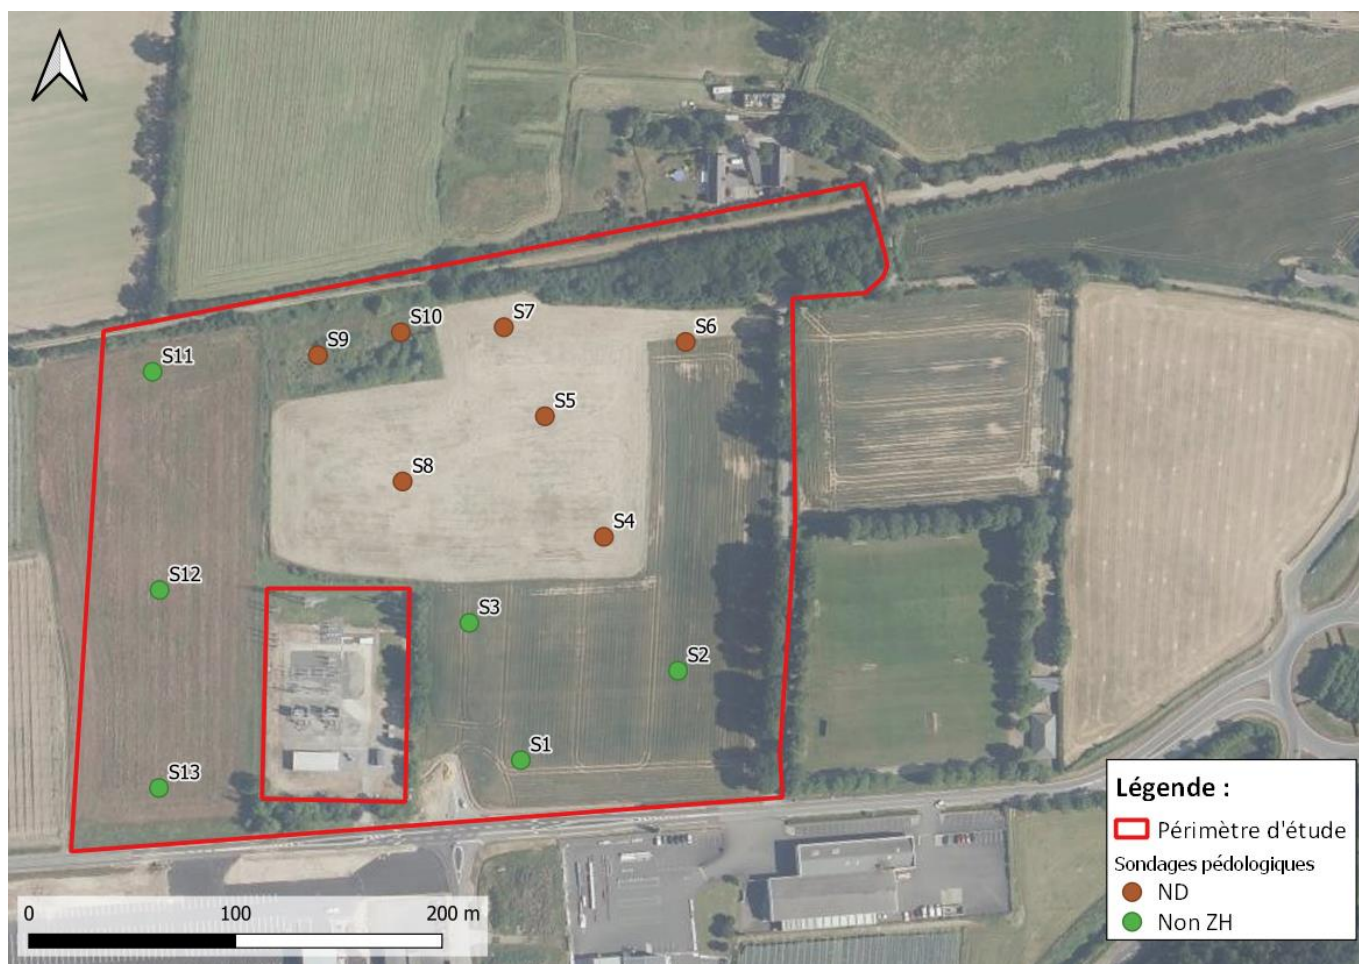 S7
S10
S6
S9
S11
S5
S8
S4
S12
S3
S2
S1
S13
Légende :
Périmètre d'étude
Sondages pédologiques
ND
Non ZH
0 100 200 m